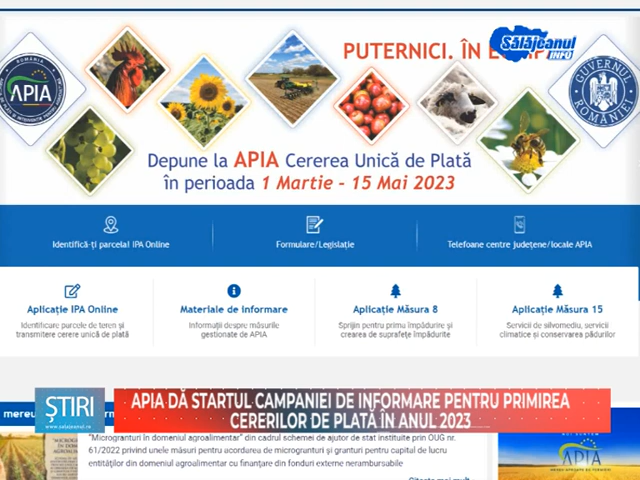 PUTERNICI. ÎN E
Sălăjeanul
INFO
ROMÂNIA
APIA
GUVERNUL
ROMÂNIEI
Depune la APIA Cererea Unică de Plată
în perioada 1 Martie - 15 Mai 2023
Identifică-ți parcela! IPA Online
Formulare/Legislație
Telefoane centre județene/locale APIA
Aplicație IPA Online
Identificare parcele de teren și
transmitere cerere unică de plată
Materiale de informare
Informații despre măsurile
gestionate de APIA
Aplicație Măsura 8
Sprijin pentru prima împădurire și
crearea de suprafețe împădurite
Aplicație Măsura 15
Servicii de silvomediu, servicii
climatice și conservarea pădurilor
mereu
ȘTIRI
www.salajeanul.ro
APIA DĂ STARTUL CAMPANIEI DE INFORMARE PENTRU PRIMIREA
CERERILOR DE PLATĂ ÎN ANUL 2023
"Microgranturi în domeniul agroalimentar" din cadrul schemei de ajutor de stat instituite prin OUG nr.
61/2022 privind unele măsuri pentru acordarea de microgranturi și granturi pentru capital de lucru
entităților din domeniul agroalimentar cu finanțare din fonduri externe nerambursabile
APIA